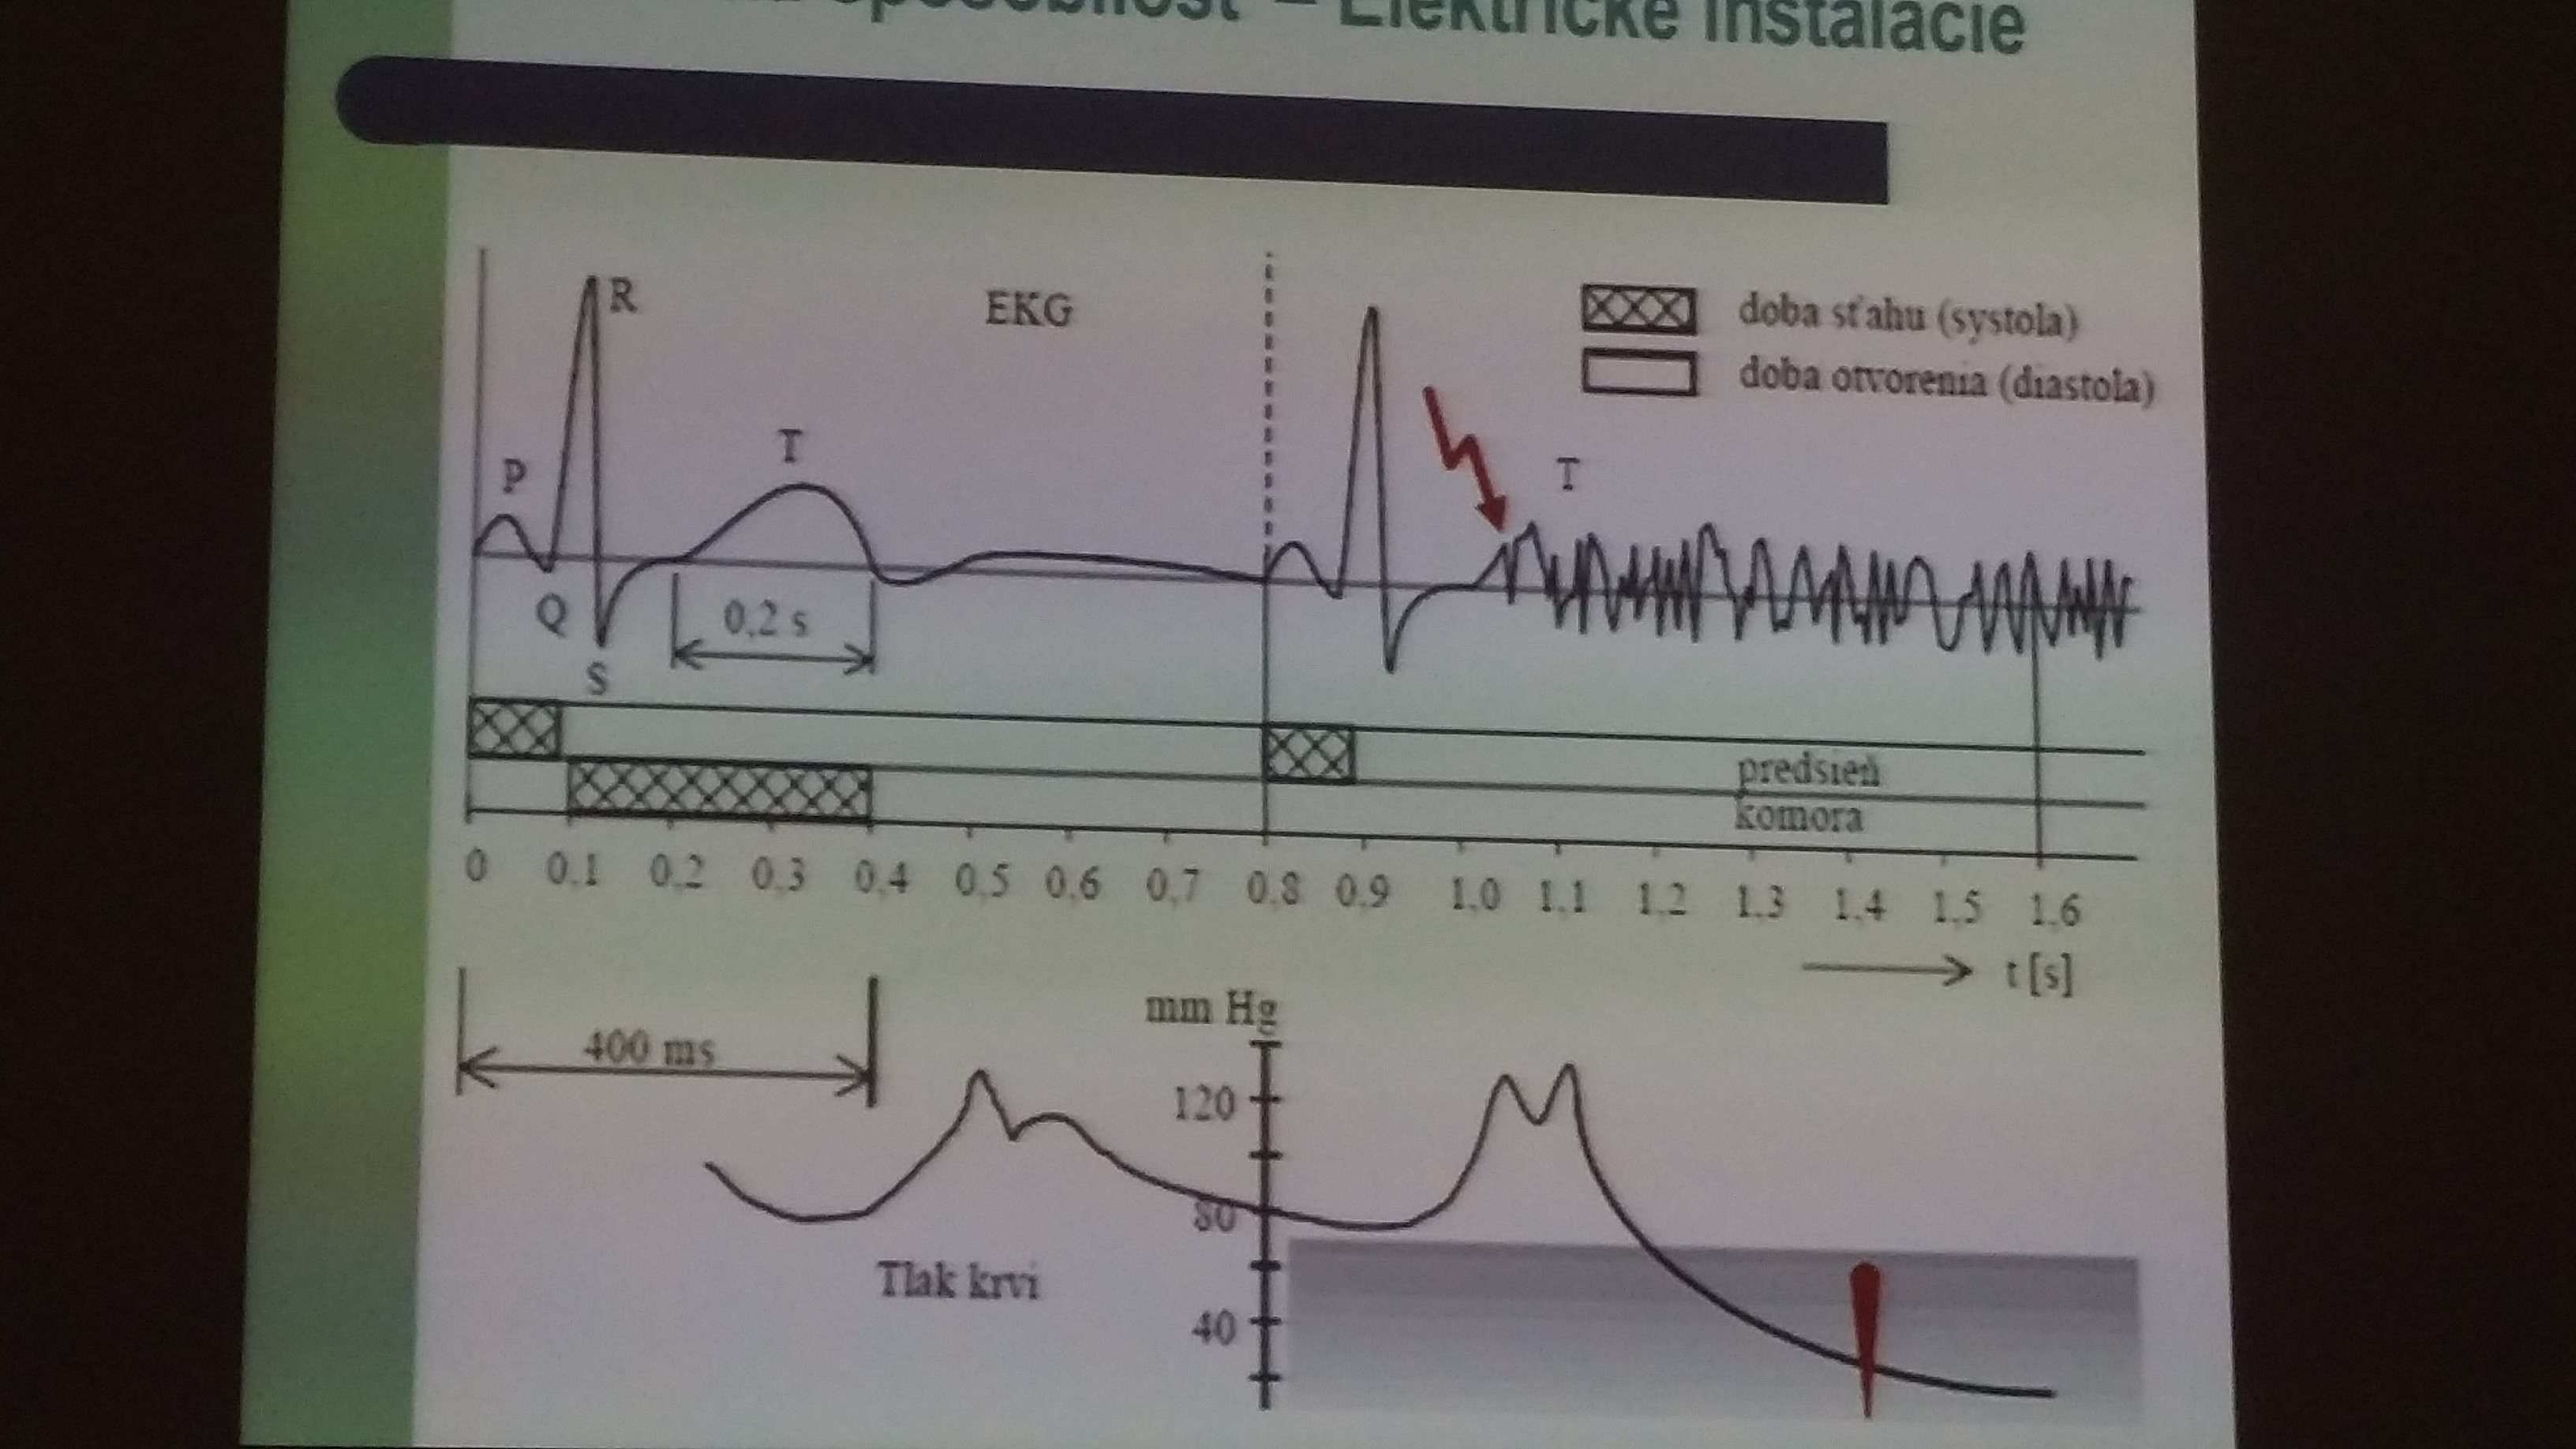 – Elektrické inštalácie
R
EKG
doba sťahu (systola)
doba otvorenia (diastola)
P
T
T
Q
0,2 s
S
predsieň
komora
0 0,1 0,2 0,3 0,4 0,5 0,6 0,7 0,8 0,9 1,0 1,1 1,2 1,3 1,4 1,5 1,6
t [s]
mm Hg
400 ms
120
80
Tlak krvi
40